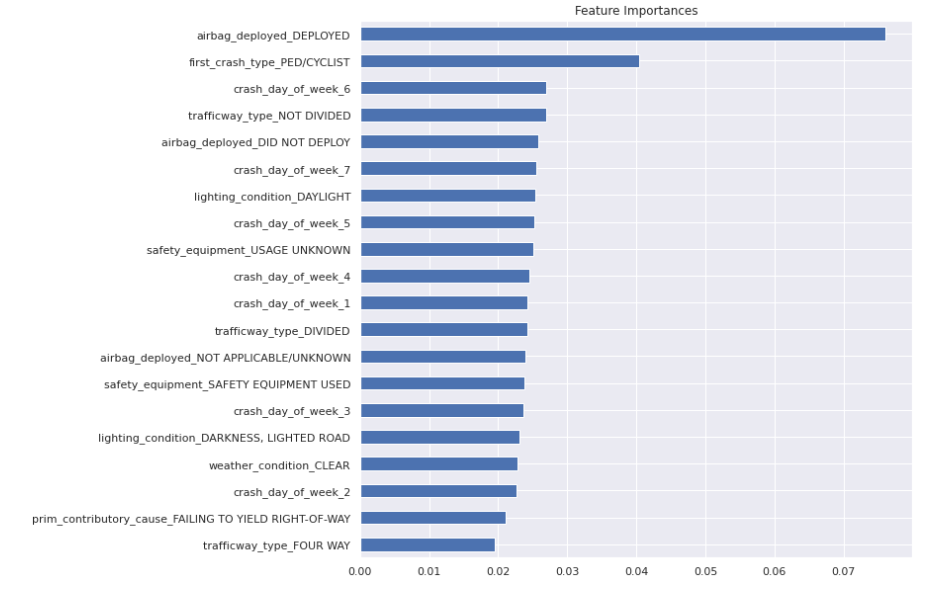 Feature Importances
airbag_deployed_DEPLOYED
first_crash_type_PED/CYCLIST
crash_day_of_week_6
trafficway_type_NOT DIVIDED
airbag_deployed_DID NOT DEPLOY
crash_day_of_week_7
lighting_condition_DAYLIGHT
crash_day_of_week_5
safety_equipment_USAGE UNKNOWN
crash_day_of_week_4
crash_day_of_week_1
trafficway_type_DIVIDED
airbag_deployed_NOT APPLICABLE/UNKNOWN
safety_equipment_SAFETY EQUIPMENT USED
crash_day_of_week_3
lighting_condition_DARKNESS, LIGHTED ROAD
weather_condition_CLEAR
crash_day_of_week_2
prim_contributory_cause_FAILING TO YIELD RIGHT-OF-WAY
trafficway_type_FOUR WAY
0.00 0.01 0.02 0.03 0.04 0.05 0.06 0.07